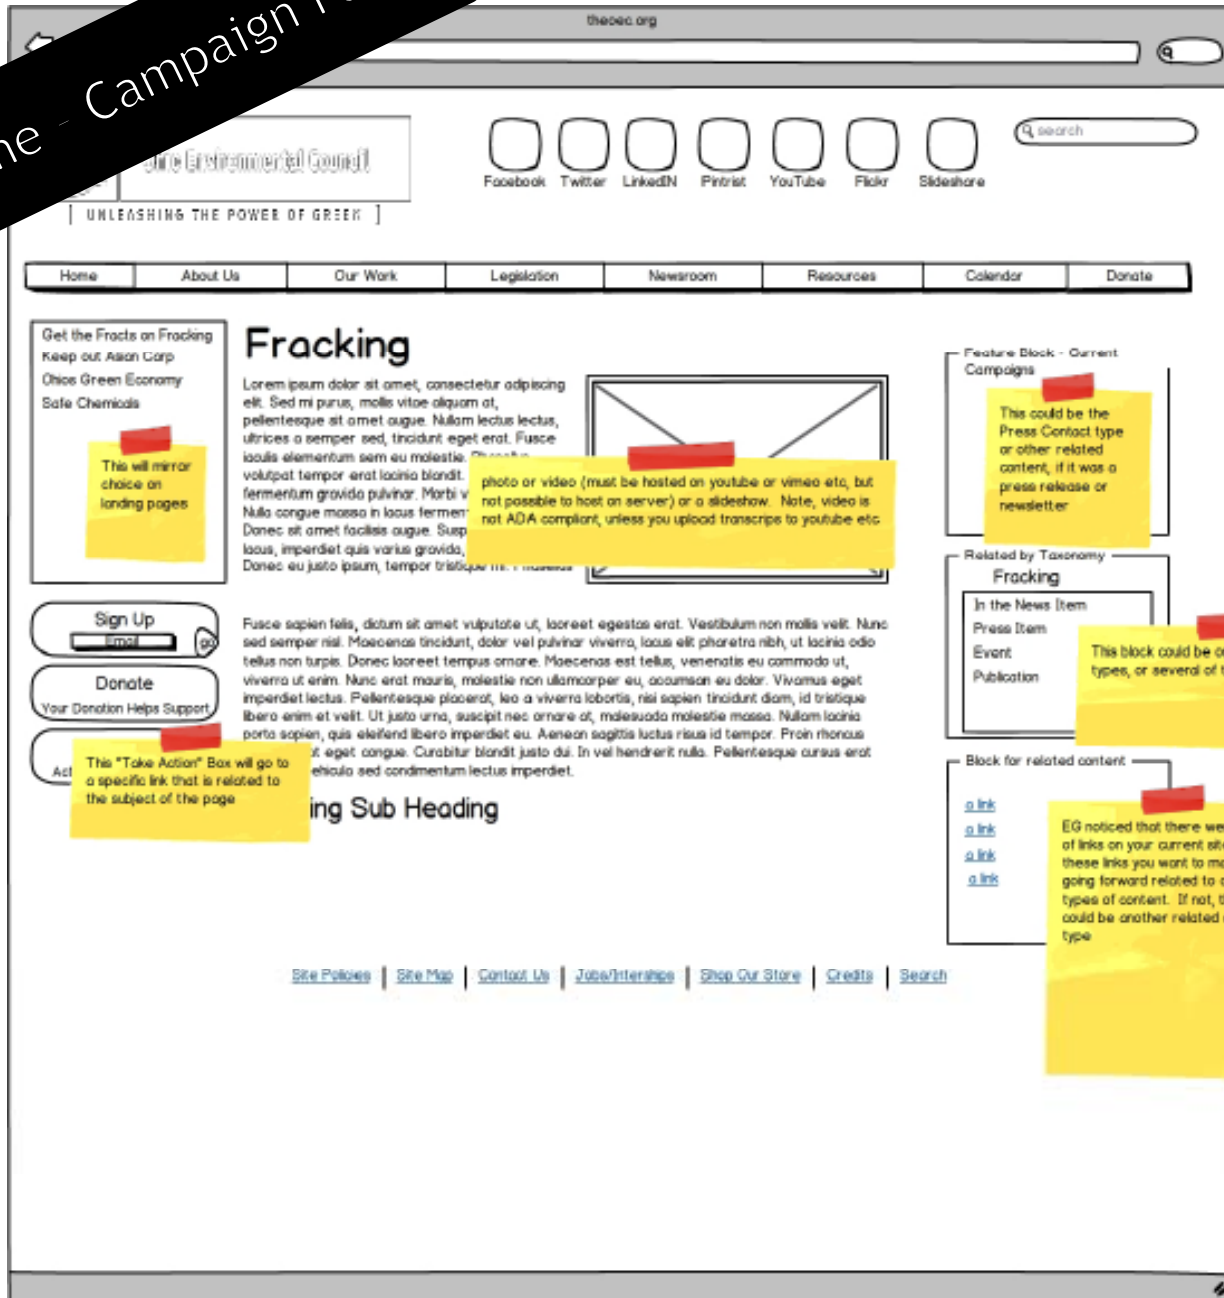 ne - Campaign
theoec.org
Environmental Council
[ UNLEASHING THE POWER OF GREEK ]
Facebook Twitter LinkedIN Pintrist YouTube Flickr Slideshare
search
Home About Us Our Work Legislation Newsroom Resources Calendar Donate
Get the Fracts on Fracking
Keep out Asian Carp
Ohios Green Economy
Safe Chemicals
This will mirror
choice on
landing pages
Sign Up
Email
go
Donate
Your Donation Helps Support
Act
This "Take Action" Box will go to
a specific link that is related to
the subject of the page
Fracking
Lorem ipsum dolor sit amet, consectetur adipiscing
elit. Sed mi purus, mollis vitae aliquam at,
pellentesque sit amet augue. Nullam lectus lectus,
ultrices a semper sed, tincidunt eget erat. Fusce
iaculis elementum sem eu molestie. Phasellus
volutpat tempor erat lacinia blandit.
fermentum gravida pulvinar. Morbi v
Nulla congue massa in lacus fermen
Donec sit amet facilisis augue. Susp
lacus, imperdiet quis varius gravida,
Donec eu justo ipsum, tempor tristique mi. Phasellus
photo or video (must be hosted on youtube or vimeo etc, but
not possible to host on server) or a slideshow. Note, video is
not ADA compliant, unless you upload transcripts to youtube etc
Fusce sapien felis, dictum sit amet vulputate ut, laoreet egestas erat. Vestibulum non mollis velit. Nunc
sed semper nisl. Maecenas tincidunt, dolor vel pulvinar viverra, lacus elit pharetra nibh, ut lacinia odio
tellus non turpis. Donec laoreet tempus ornare. Maecenas est tellus, venenatis eu commodo ut,
viverra ut enim. Nunc erat mauris, molestie non ullamcorper eu, accumsan eu dolor. Vivamus eget
imperdiet lectus. Pellentesque placerat, leo a viverra lobortis, nisi sapien tincidunt diam, id tristique
libero enim et velit. Ut justo urna, suscipit nec ornare at, malesuada molestie massa. Nullam lacinia
porta sapien, quis eleifend libero imperdiet eu. Aenean sagittis luctus risus id tempor. Proin rhoncus
t eget congue. Curabitur blandit justo dui. In vel hendrerit nulla. Pellentesque cursus erat
ehicula sed condimentum lectus imperdiet.
ing Sub Heading
Feature Block - Current
Campaigns
This could be the
Press Contact type
or other related
content, if it was a
press release or
newsletter
Related by Taxonomy
Fracking
In the News Item
Press Item
Event
Publication
This block could be o
types, or several of t
Block for related content
a link
a link
a link
a link
EG noticed that there we
of links on your current sit
these links you want to ma
going forward related to
types of content. If not, t
could be another related
type
Site Policies | Site Map | Contact Us | Jobs/Interships | Shop Our Store | Credits | Search